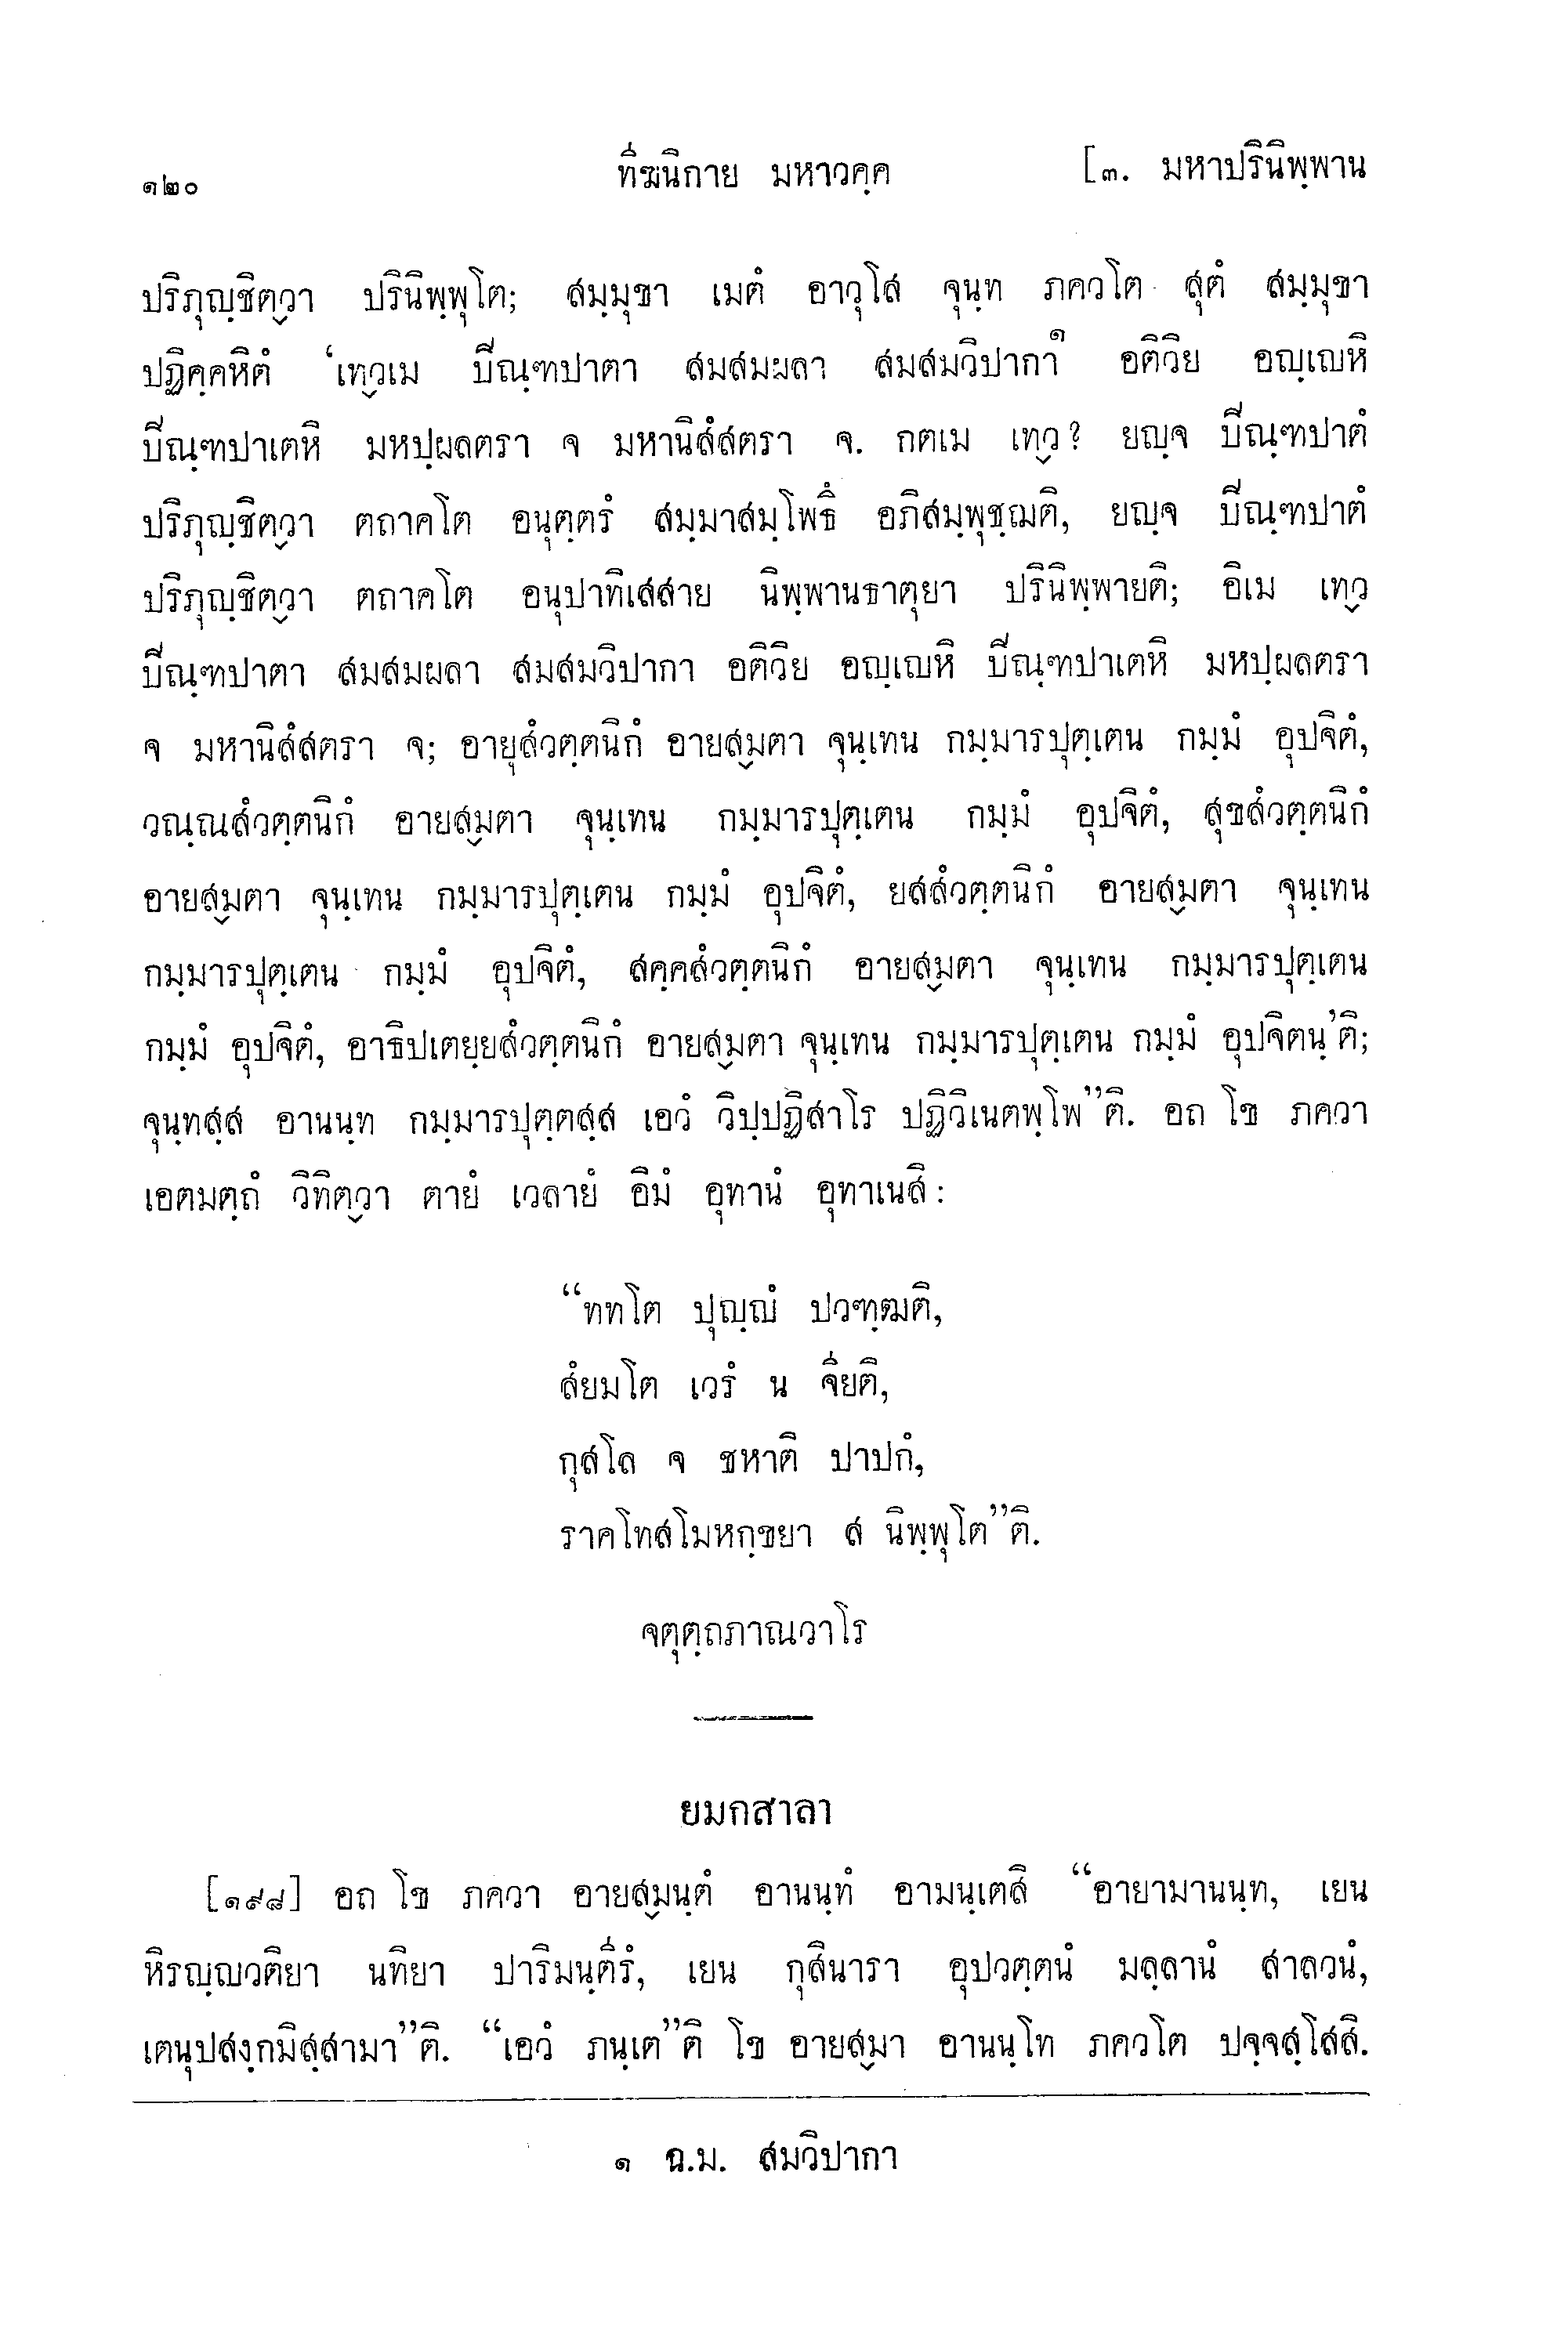 ๑๒๐ ทีฆนิกาย มหาวคฺค [๓. มหาปรินิพฺพาน
ปริภุญฺชิตฺวา ปรินิพฺพุโต; สมฺมุขา เมตํ อาวุโส จุนฺท ภควโต สุตํ สมฺมุขา
ปฏิคฺคหิตํ ‘เทฺวเม ปิณฺฑปาตา สมสมผลา สมสมวิปากา๑ อติวิย อญฺเญหิ
ปิณฺฑปาเตหิ มหปฺผลตรา จ มหานิสํสตรา จ. กตเม เทฺว? ยญฺจ ปิณฺฑปาตํ
ปริภุญฺชิตฺวา ตถาคโต อนุตฺตรํ สมฺมาสมฺโพธิํ อภิสมฺพุชฺฌติ, ยญฺจ ปิณฺฑปาตํ
ปริภุญฺชิตฺวา ตถาคโต อนุปาทิเสสาย นิพฺพานธาตุยา ปรินิพฺพายติ; อิเม เทฺว
ปิณฺฑปาตา สมสมผลา สมสมวิปากา อติวิย อญฺเญหิ ปิณฺฑปาเตหิ มหปฺผลตรา
จ มหานิสํสตรา จ; อายุสํวตฺตนิกํ อายสฺมตา จุนฺเทน กมฺมารปุตฺเตน กมฺมํ อุปจิตํ,
วณฺณสํวตฺตนิกํ อายสฺมตา จุนฺเทน กมฺมารปุตฺเตน กมฺมํ อุปจิตํ, สุขสํวตฺตนิกํ
อายสฺมตา จุนฺเทน กมฺมารปุตฺเตน กมฺมํ อุปจิตํ, ยสสํวตฺตนิกํ อายสฺมตา จุนฺเทน
กมฺมารปุตฺเตน กมฺมํ อุปจิตํ, สคฺคสํวตฺตนิกํ อายสฺมตา จุนฺเทน กมฺมารปุตฺเตน
กมฺมํ อุปจิตํ, อาธิปเตยฺยสํวตฺตนิกํ อายสฺมตา จุนฺเทน กมฺมารปุตฺเตน กมฺมํ อุปจิตนฺ’ติ;
จุนฺทสฺส อานนฺท กมฺมารปุตฺตสฺส เอวํ วิปฺปฏิสาโร ปฏิวิเนตพฺโพ”ติ. อถ โข ภควา
เอตมตฺถํ วิทิตฺวา ตายํ เวลายํ อิมํ อุทานํ อุทาเนสิ:
“ททโต ปุญฺญํ ปวฑฺฒติ,
สํยมโต เวรํ น จียติ,
กุสโล จ ชหาติ ปาปกํ,
ราคโทสโมหกฺขยา ส นิพฺพุโต”ติ.
จตุตฺถภาณวาโร
ยมกสาลา
[๑๙๘] อถ โข ภควา อายสฺมนฺตํ อานนฺทํ อามนฺเตสิ “อายามานนฺท, เยน
หิรญฺญวติยา นทิยา ปาริมนฺตีรํ, เยน กุสินารา อุปวตฺตนํ มลฺลานํ สาลวนํ,
เตนุปสงฺกมิสฺสามา”ติ. “เอวํ ภนฺเต”ติ โข อายสฺมา อานนฺโท ภควโต ปจฺจสฺโสสิ.
๑ ฉ.ม. สมวิปากา